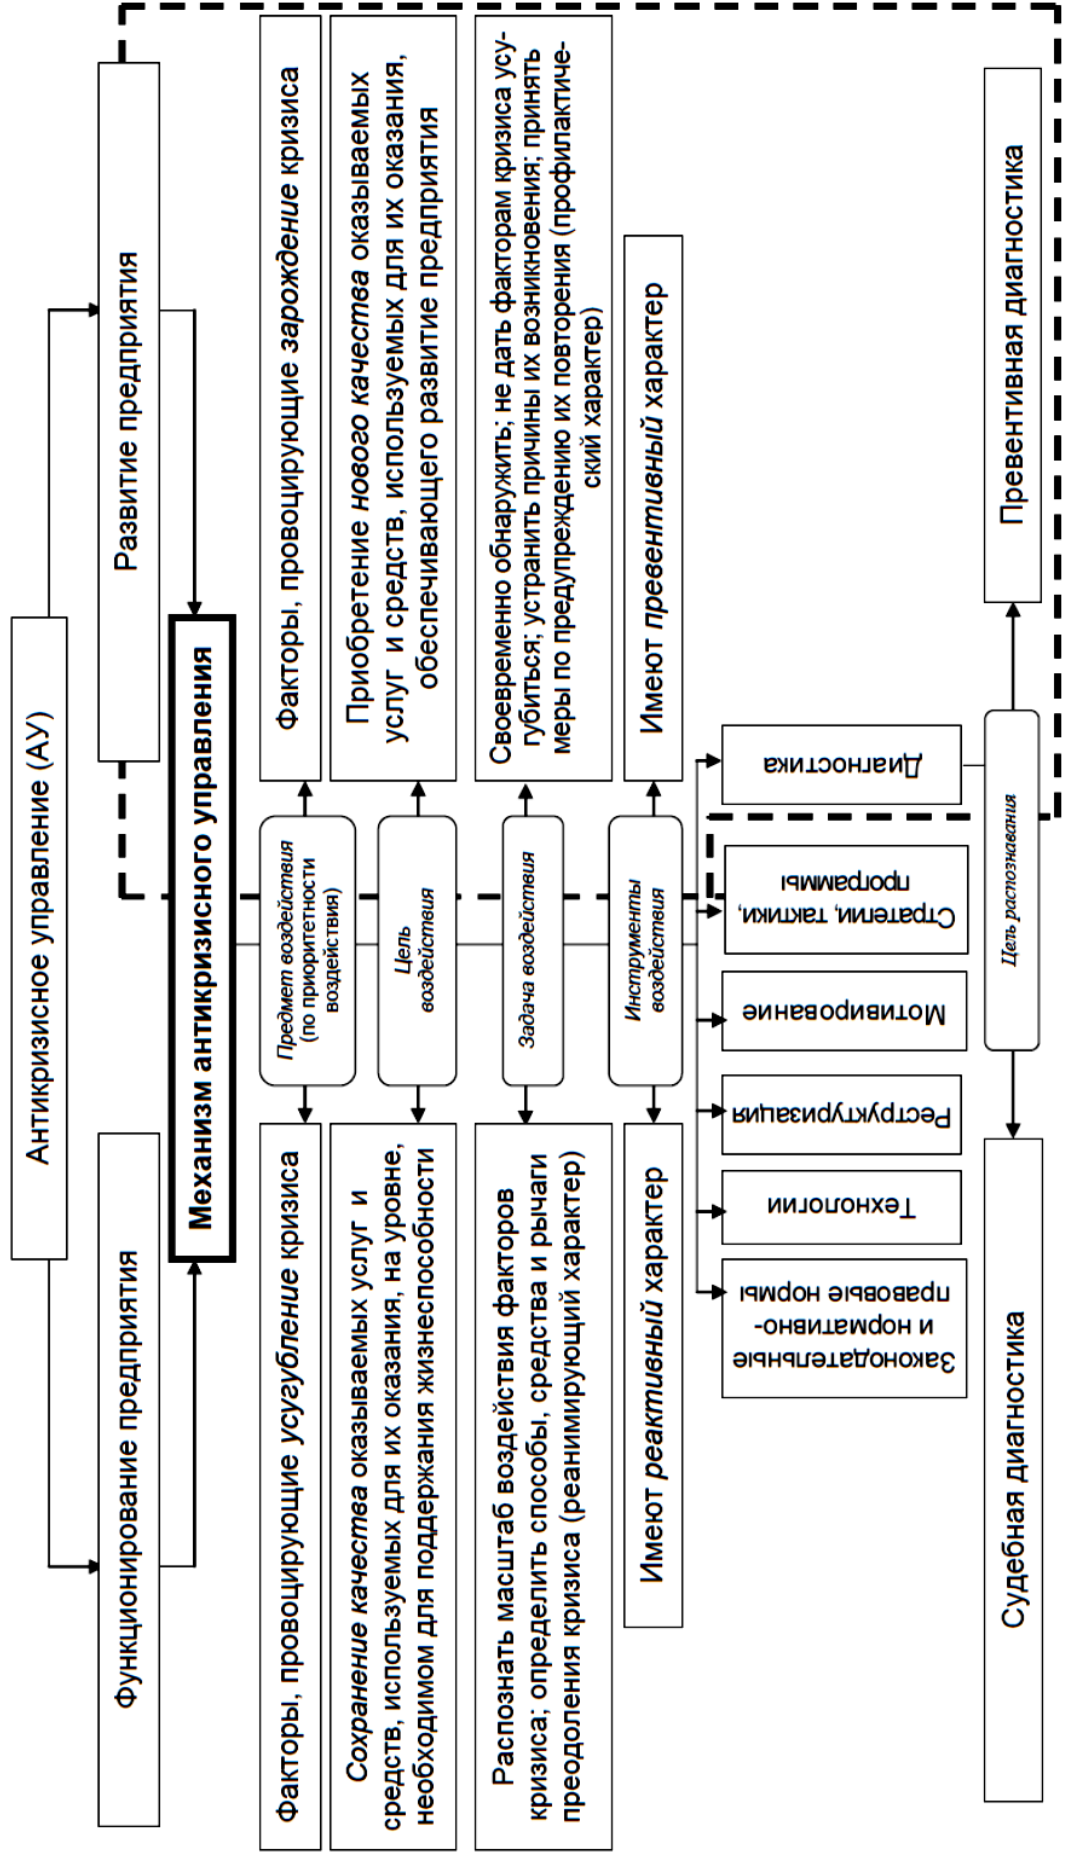 Антикризисное управление (АУ)
Функционирование предприятия
Развитие предприятия
Механизм антикризисного управления
Факторы, провоцирующие усугубление кризиса
Предмет воздействия
(по приоритетности
воздействия)
Факторы, провоцирующие зарождение кризиса
Сохранение качества оказываемых услуг и
средств, используемых для их оказания, на уровне,
необходимом для поддержания жизнеспособности
Цель
воздействия
Приобретение нового качества оказываемых
услуг и средств, используемых для их оказания,
обеспечивающего развитие предприятия
Распознать масштаб воздействия факторов
кризиса; определить способы, средства и рычаги
преодоления кризиса (реанимирующий характер)
Задача воздействия
Своевременно обнаружить; не дать факторам кризиса усу-
губиться; устранить причины их возникновения; принять
меры по предупреждению их повторения (профилактиче-
ский характер)
Имеют реактивный характер
Инструменты
воздействия
Имеют превентивный характер
Законодательные
и нормативно-
правовые нормы
Технологии
Реструктуризация
Мотивирование
Стратегии, тактики,
программы
Диагностика
Судебная диагностика
Цель распознавания
Превентивная диагностика